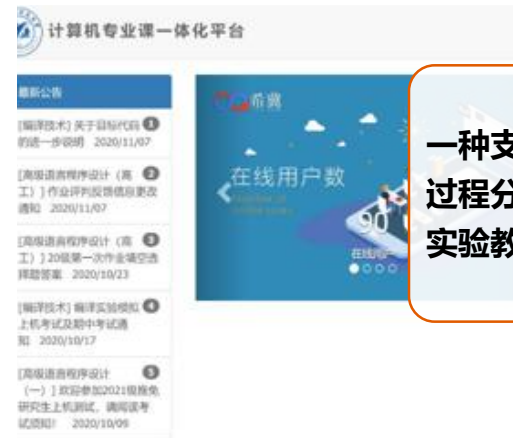 计算机专业课一体化平台
最新公告
[编译技术] 关于目标代码 1
的进一步说明 2020/11/07
[高级语言程序设计（高 2
工）] 作业评判反馈信息更改
通知 2020/11/07
[高级语言程序设计（高 3
工）] 20级第一次作业填空选
择题答案 2020/10/23
[编译技术] 编译实验模拟 4
上机考试及期中考试通
知 2020/10/17
[高级语言程序设计 5
（一）] 欢迎参加2021级推免
研究生上机测试，请阅读考
试须知! 2020/10/09
希冀
在线用户数
90
在线用户
一种支
过程分
实验教